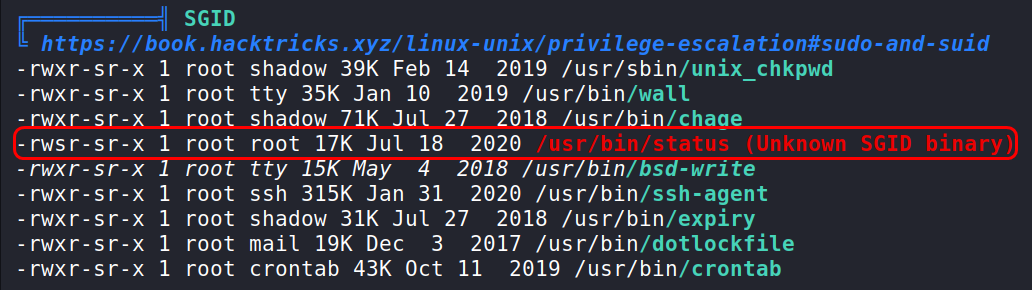 SGID
https://book.hacktricks.xyz/linux-unix/privilege-escalation#sudo-and-suid
-rwxr-sr-x 1 root shadow 39K Feb 14  2019 /usr/sbin/unix_chkpwd
-rwxr-sr-x 1 root tty 35K Jan 10  2019 /usr/bin/wall
-rwxr-sr-x 1 root shadow 71K Jul 27  2018 /usr/bin/chage
-rwsr-sr-x 1 root root 17K Jul 18  2020 /usr/bin/status (Unknown SGID binary)
-rwxr-sr-x 1 root tty 15K May  4  2018 /usr/bin/bsd-write
-rwxr-sr-x 1 root ssh 315K Jan 31  2020 /usr/bin/ssh-agent
-rwxr-sr-x 1 root shadow 31K Jul 27  2018 /usr/bin/expiry
-rwxr-sr-x 1 root mail 19K Dec  3  2017 /usr/bin/dotlockfile
-rwxr-sr-x 1 root crontab 43K Oct 11  2019 /usr/bin/crontab